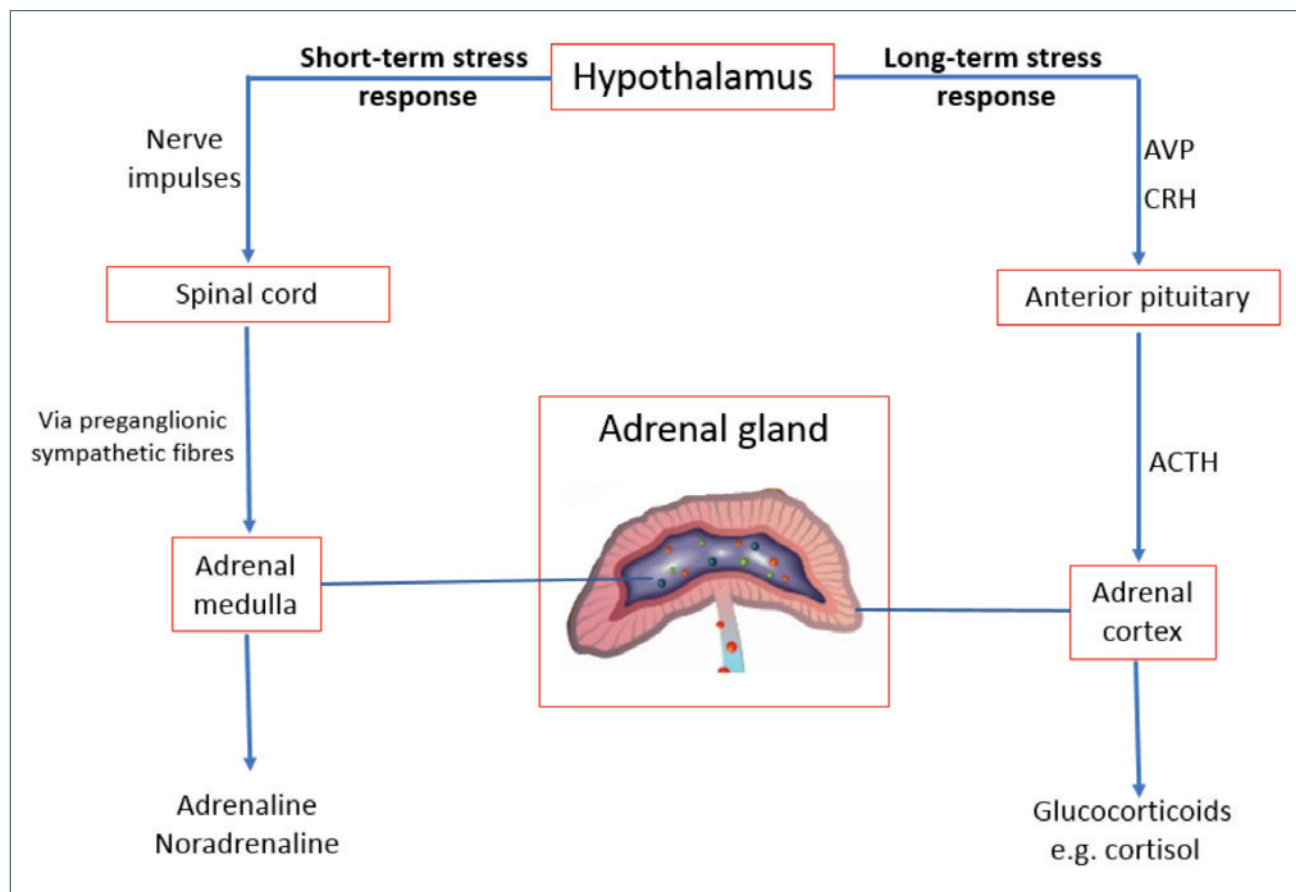 Short-term stress
response
Hypothalamus
Long-term stress
response
Nerve
impulses
AVP
CRH
Spinal cord
Anterior pituitary
Via preganglionic
sympathetic fibres
Adrenal gland
ACTH
Adrenal
medulla
Adrenal
cortex
Adrenaline
Noradrenaline
Glucocorticoids
e.g. cortisol